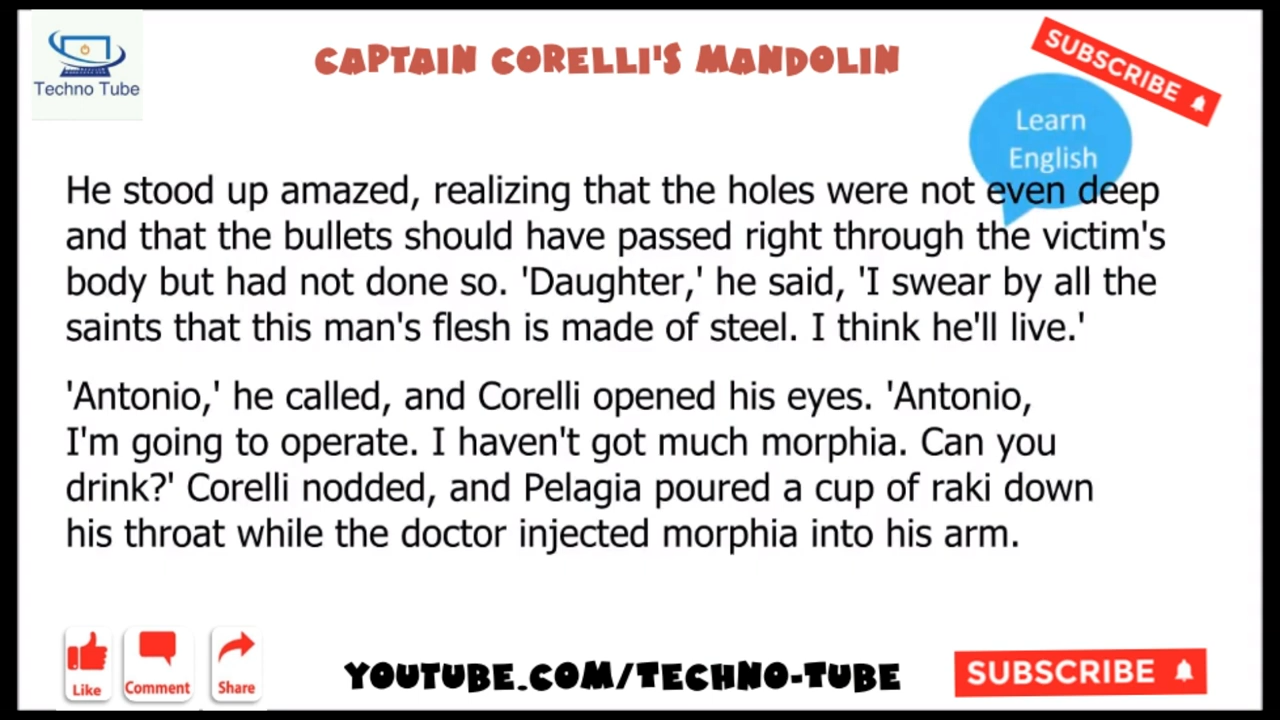 Techno Tube
CAPTAIN CORELLI'S MANDOLIN
SUBSCRIBE
Learn
English
He stood up amazed, realizing that the holes were not even deep
and that the bullets should have passed right through the victim's
body but had not done so. 'Daughter,' he said, 'I swear by all the
saints that this man's flesh is made of steel. I think he'll live.'
'Antonio,' he called, and Corelli opened his eyes. 'Antonio,
I'm going to operate. I haven't got much morphia. Can you
drink?' Corelli nodded, and Pelagia poured a cup of raki down
his throat while the doctor injected morphia into his arm.
Like
Comment
Share
YOUTUBE.COM/TECHNO-TUBE
SUBSCRIBE